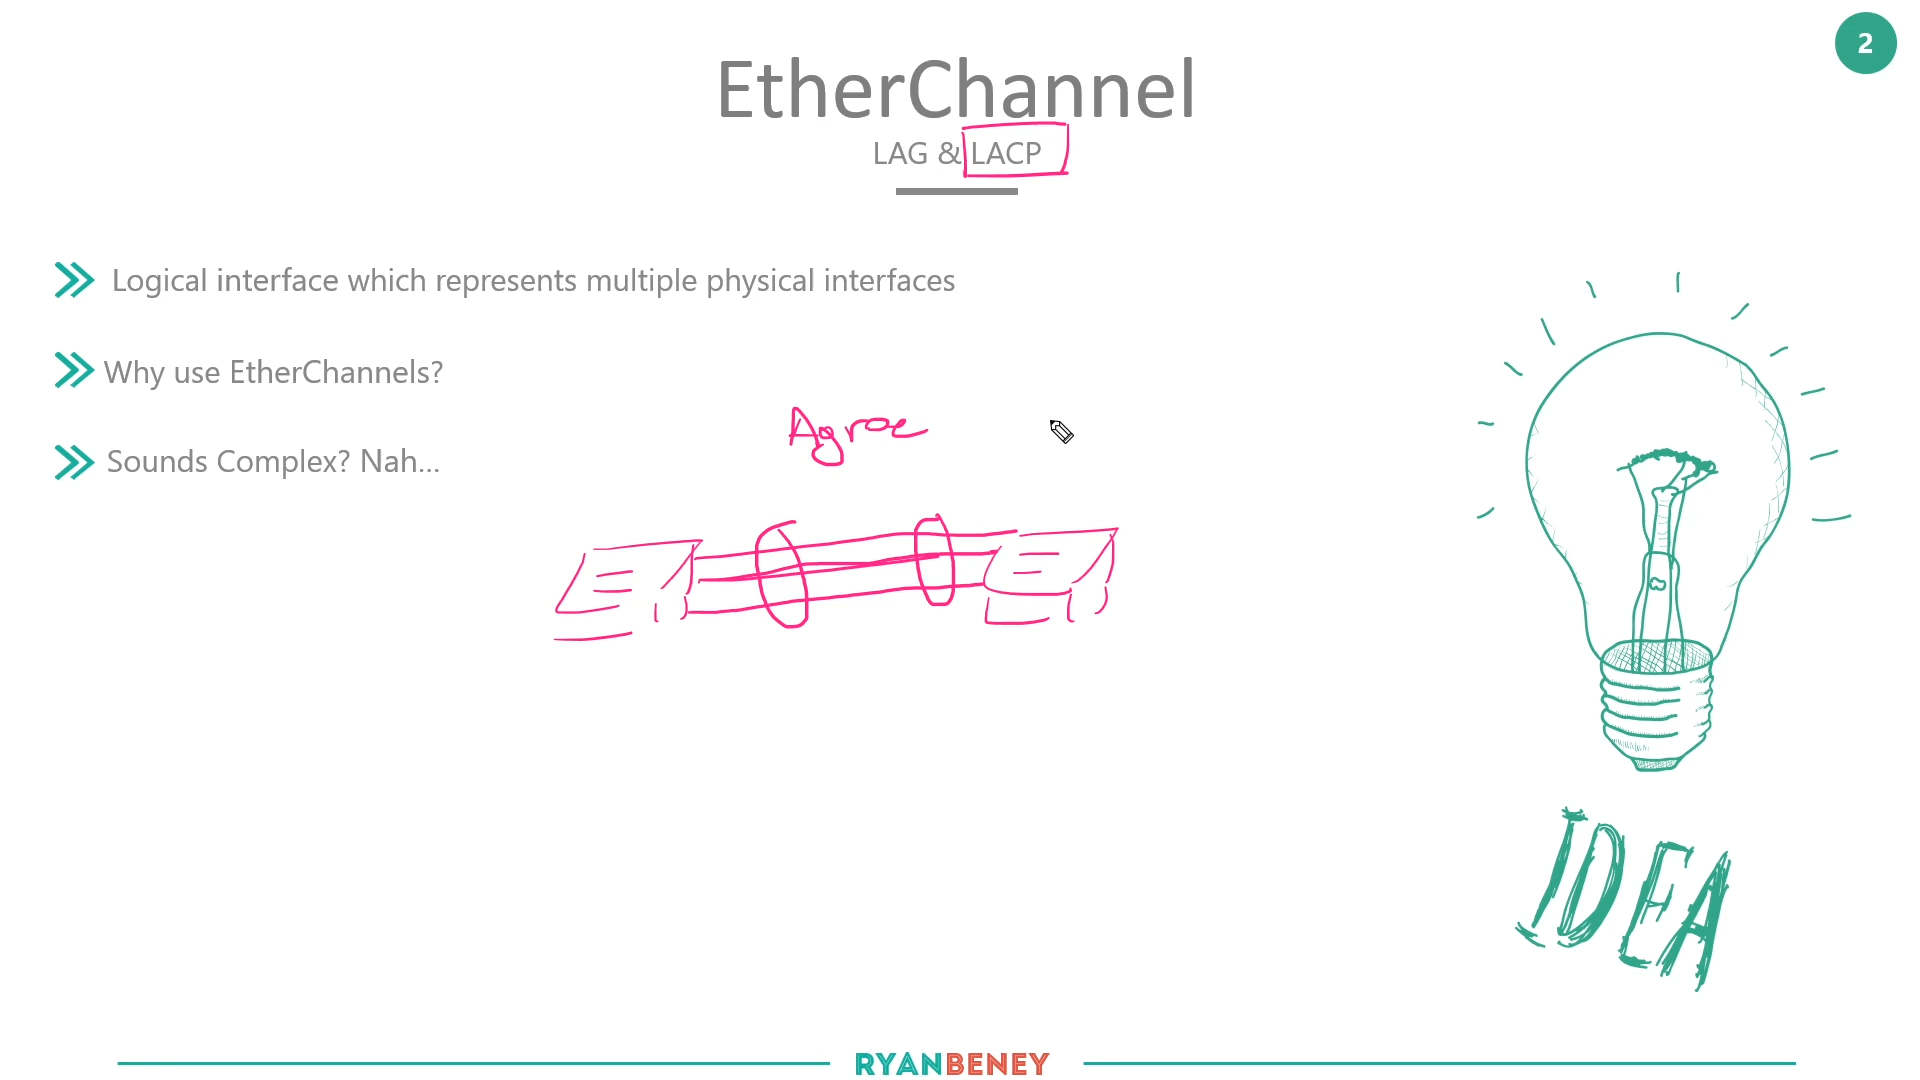 2
EtherChannel
LAG & LACP
Logical interface which represents multiple physical interfaces
Why use EtherChannels?
Agree
Sounds Complex? Nah...
IDEA
RYANBENEY